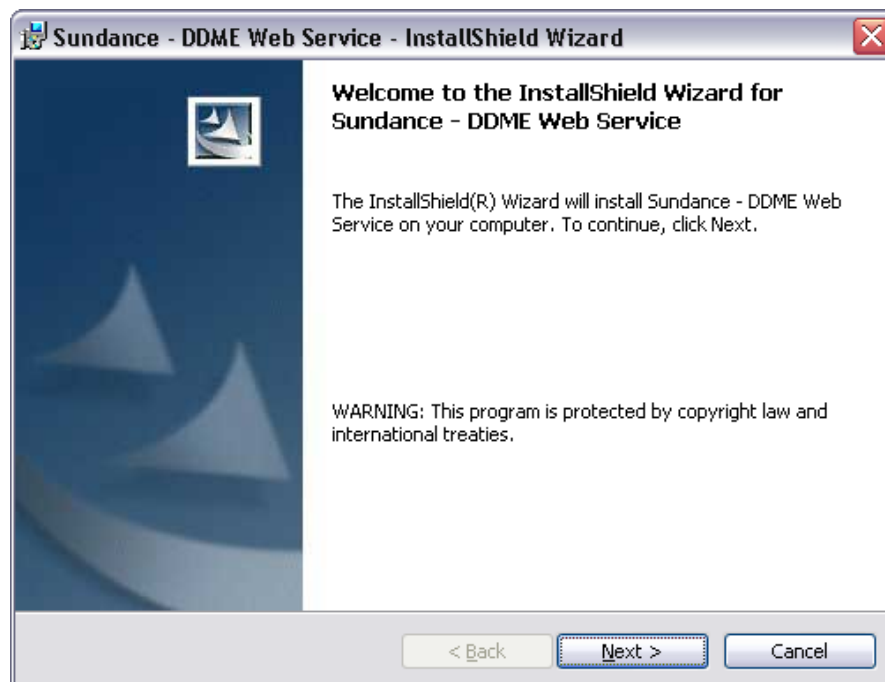 Sundance - DDME Web Service - InstallShield Wizard
Welcome to the InstallShield Wizard for
Sundance - DDME Web Service
The InstallShield(R) Wizard will install Sundance - DDME Web
Service on your computer. To continue, click Next.
WARNING: This program is protected by copyright law and
international treaties.
< Back
Next >
Cancel